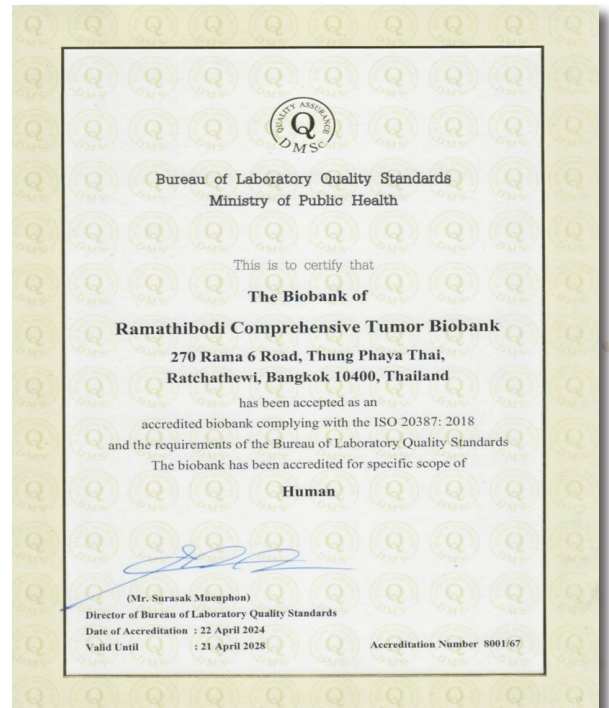 QUALITY ASSURANCE
Q
DMSc
Bureau of Laboratory Quality Standards
Ministry of Public Health
This is to certify that
The Biobank of
Ramathibodi Comprehensive Tumor Biobank
270 Rama 6 Road, Thung Phaya Thai,
Ratchathewi, Bangkok 10400, Thailand
has been accepted as an
accredited biobank complying with the ISO 20387: 2018
and the requirements of the Bureau of Laboratory Quality Standards
The biobank has been accredited for specific scope of
Human
(Mr. Surasak Muenphon)
Director of Bureau of Laboratory Quality Standards
Date of Accreditation : 22 April 2024
Valid Until : 21 April 2028
Accreditation Number 8001/67